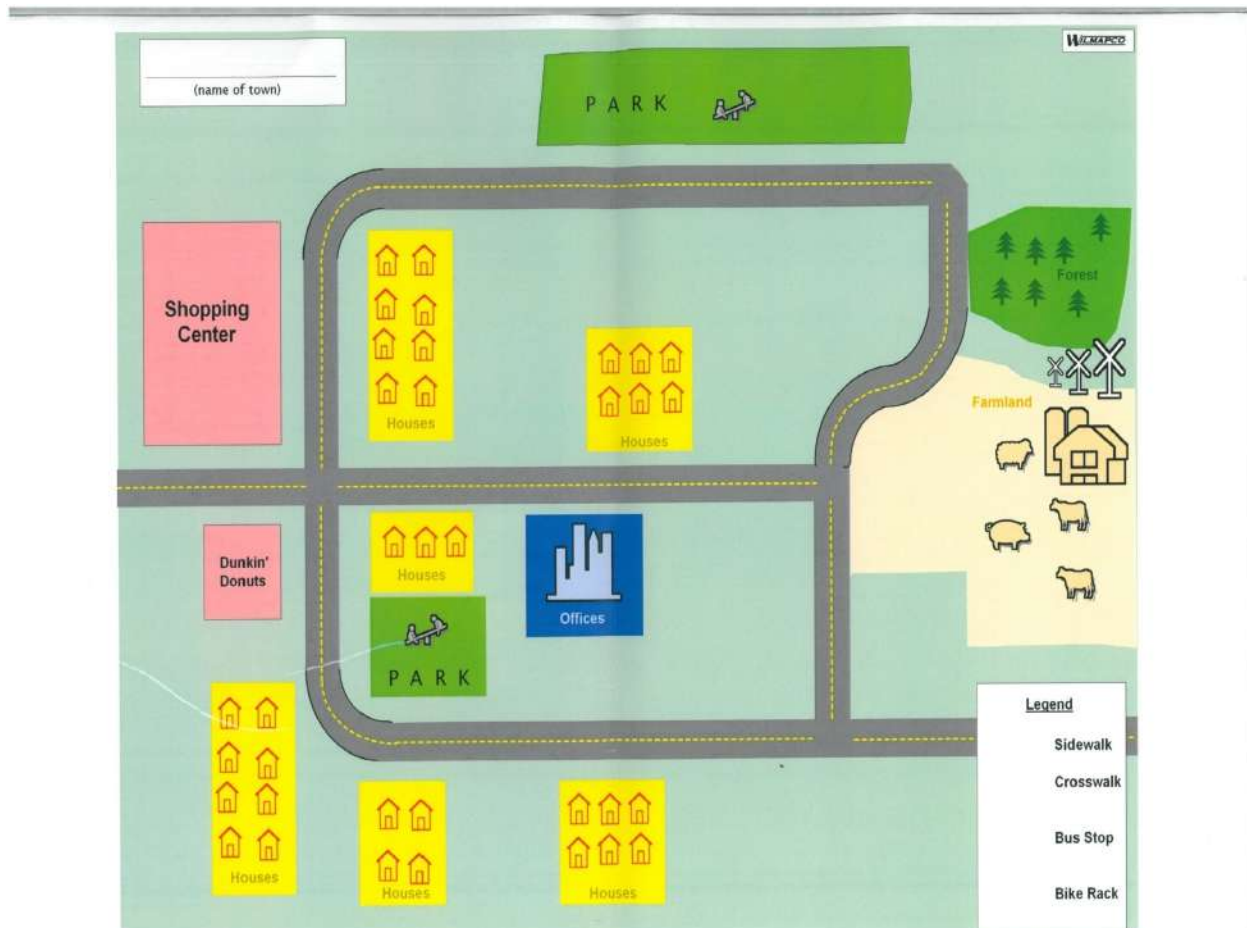 WILMAPCO
(name of town)
PARK
Shopping
Center
Forest
Houses
Farmland
Houses
Dunkin'
Donuts
Houses
Offices
PARK
Legend
Sidewalk
Crosswalk
Bus Stop
Bike Rack
Houses
Houses
Houses